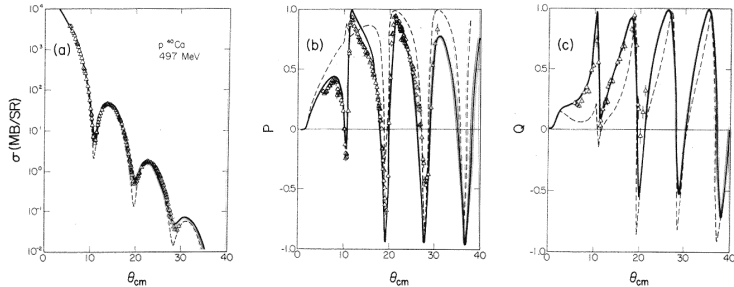 (a)
p ⁴⁰Ca
497 MeV
σ (MB/SR)
10⁴
10³
10²
10¹
10⁰
10⁻¹
10⁻²
0 10 20 30 40
θcm
(b)
P
1.0
0.5
0
-0.5
-1.0
0 10 20 30 40
θcm
(c)
Q
1.0
0.5
0
-0.5
-1.0
0 10 20 30 40
θcm